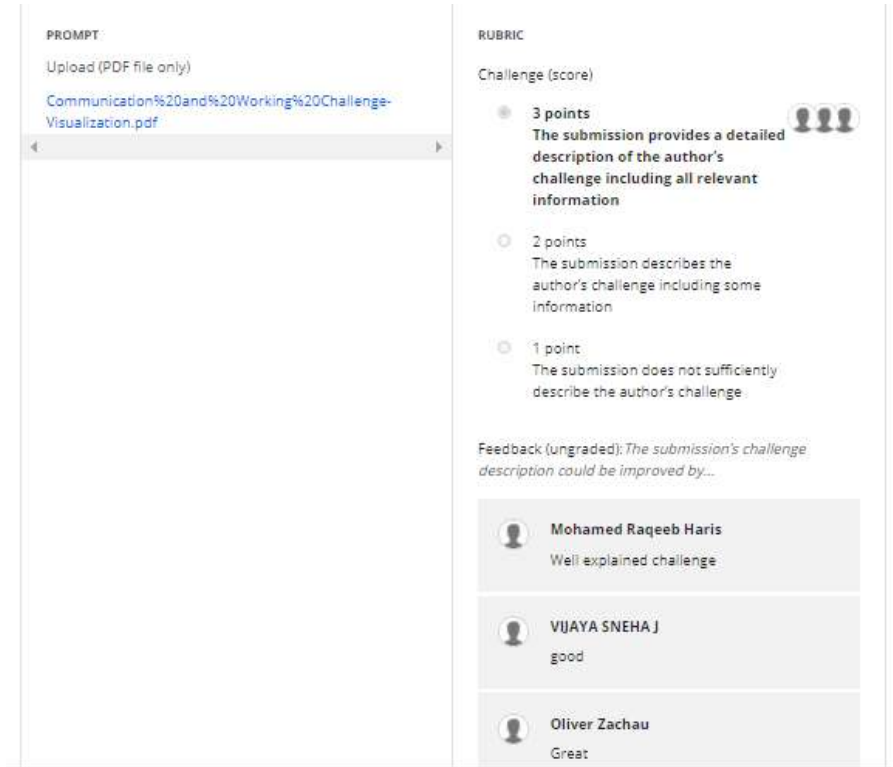 PROMPT
Upload (PDF file only)
Communication%20and%20Working%20Challenge-
Visualization.pdf
RUBRIC
Challenge (score)
3 points
The submission provides a detailed
description of the author's
challenge including all relevant
information
2 points
The submission describes the
author's challenge including some
information
1 point
The submission does not sufficiently
describe the author's challenge
Feedback (ungraded): The submission's challenge
description could be improved by...
Mohamed Raqeeb Haris
Well explained challenge
VIJAYA SNEHA J
good
Oliver Zachau
Great